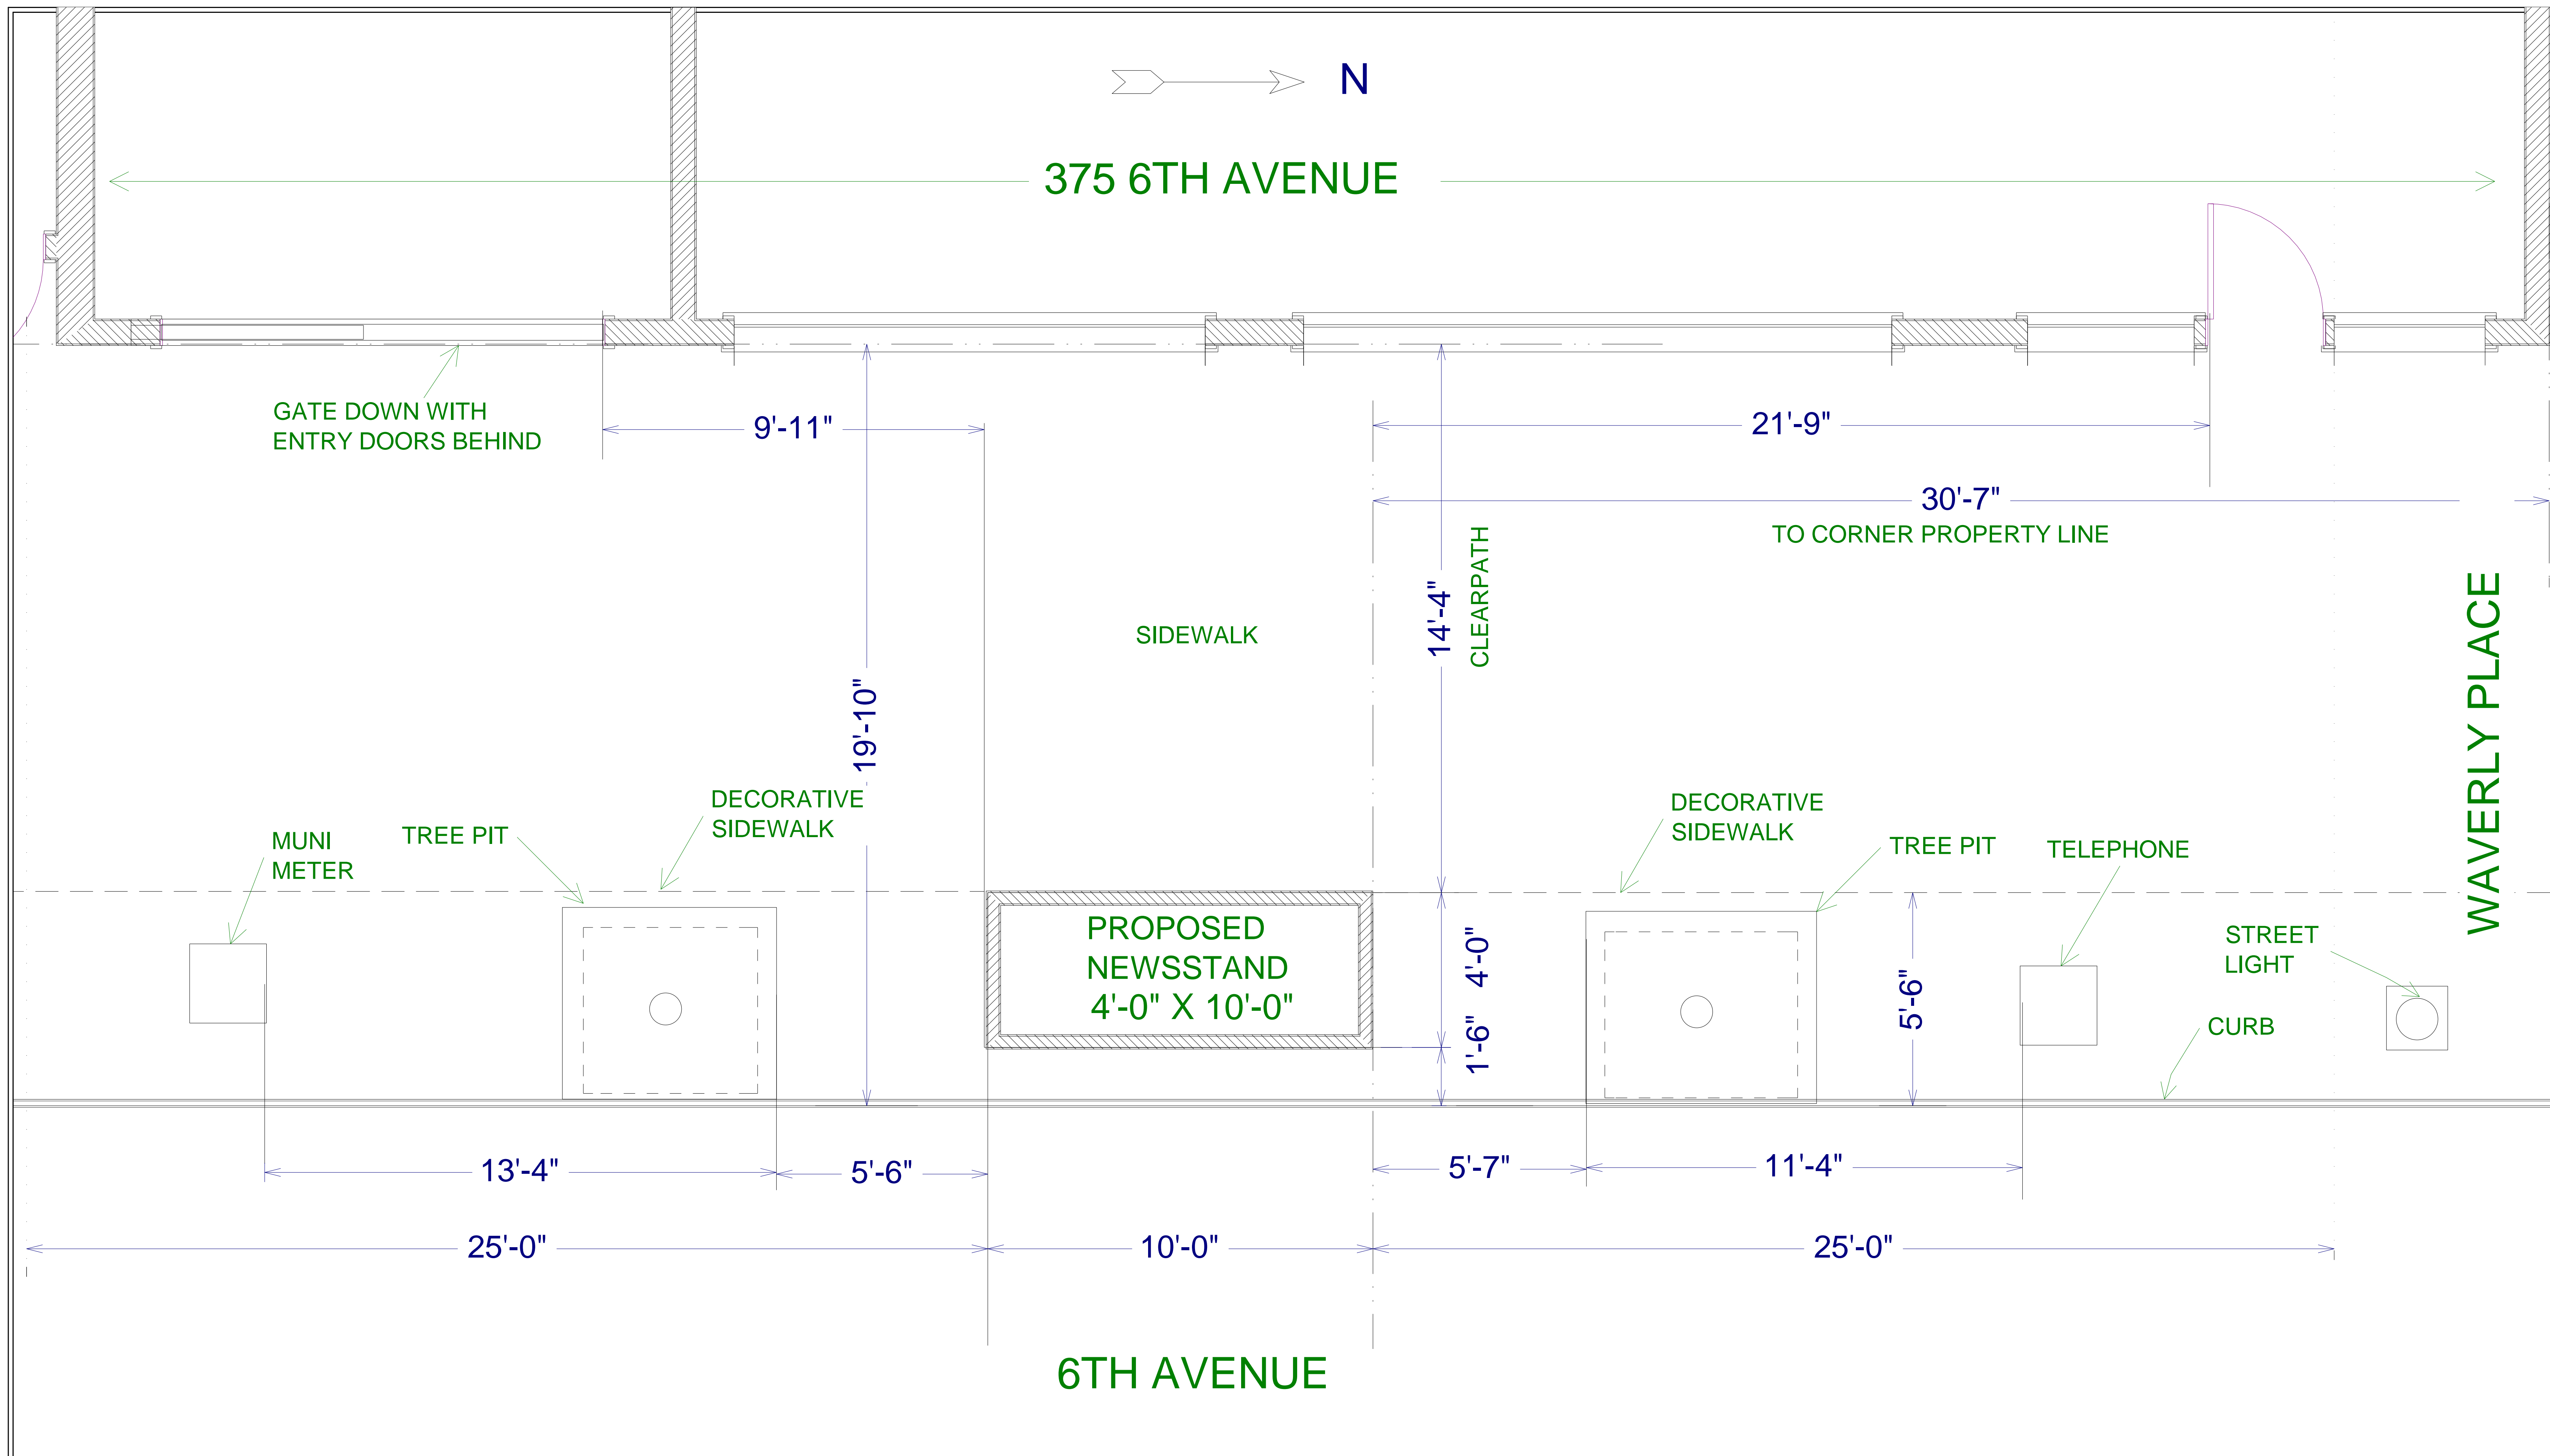 N
375 6TH AVENUE
GATE DOWN WITH
ENTRY DOORS BEHIND
9'-11"
21'-9"
30'-7"
TO CORNER PROPERTY LINE
14'-4"
CLEARPATH
SIDEWALK
19'-10"
WAVERLY PLACE
DECORATIVE
SIDEWALK
TREE PIT
MUNI
METER
DECORATIVE
SIDEWALK
TREE PIT
TELEPHONE
STREET
LIGHT
CURB
PROPOSED
NEWSSTAND
4'-0" X 10'-0"
4'-0"
1'-6"
5'-6"
13'-4"
5'-6"
5'-7"
11'-4"
25'-0"
10'-0"
25'-0"
6TH AVENUE